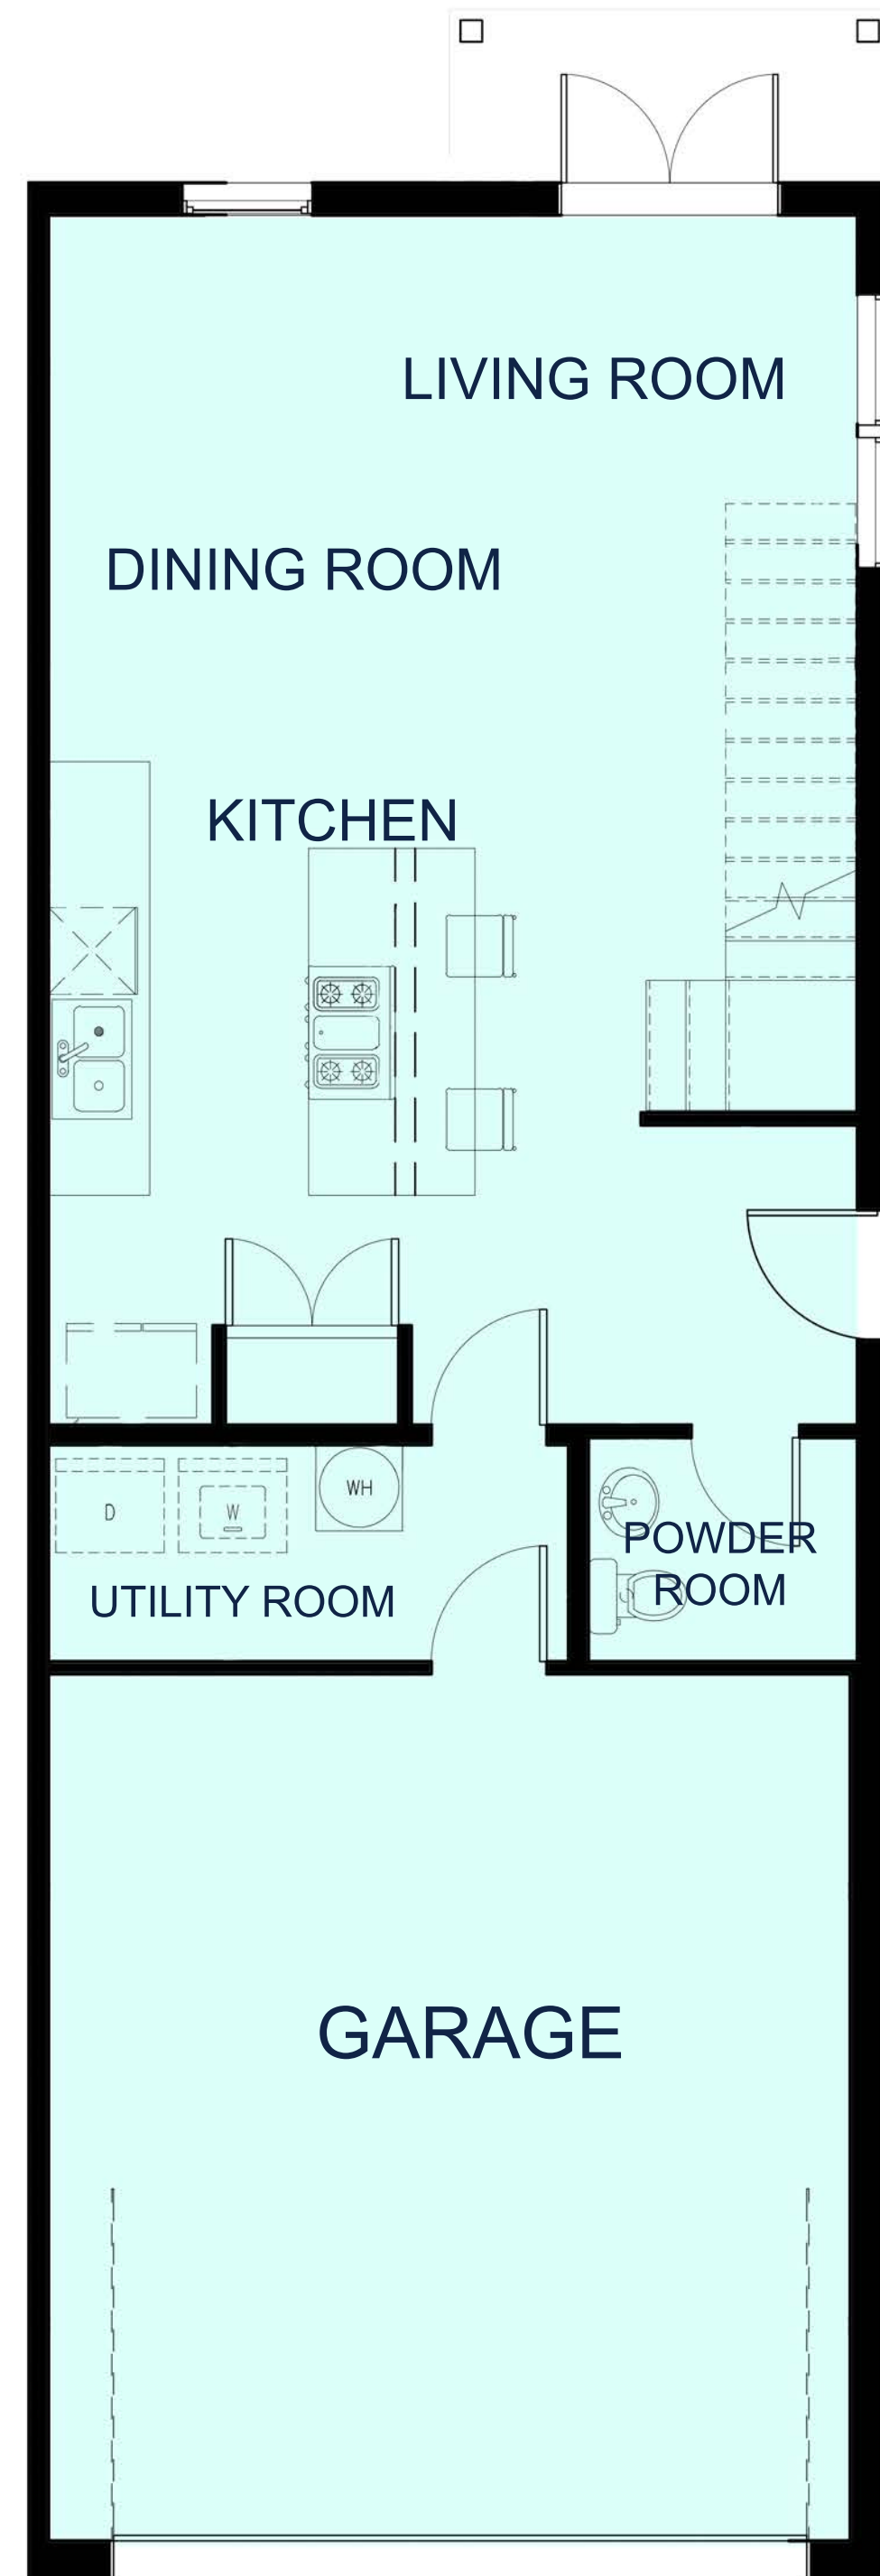 LIVING ROOM
DINING ROOM
KITCHEN
WH
D
W
POWDER
ROOM
UTILITY ROOM
GARAGE